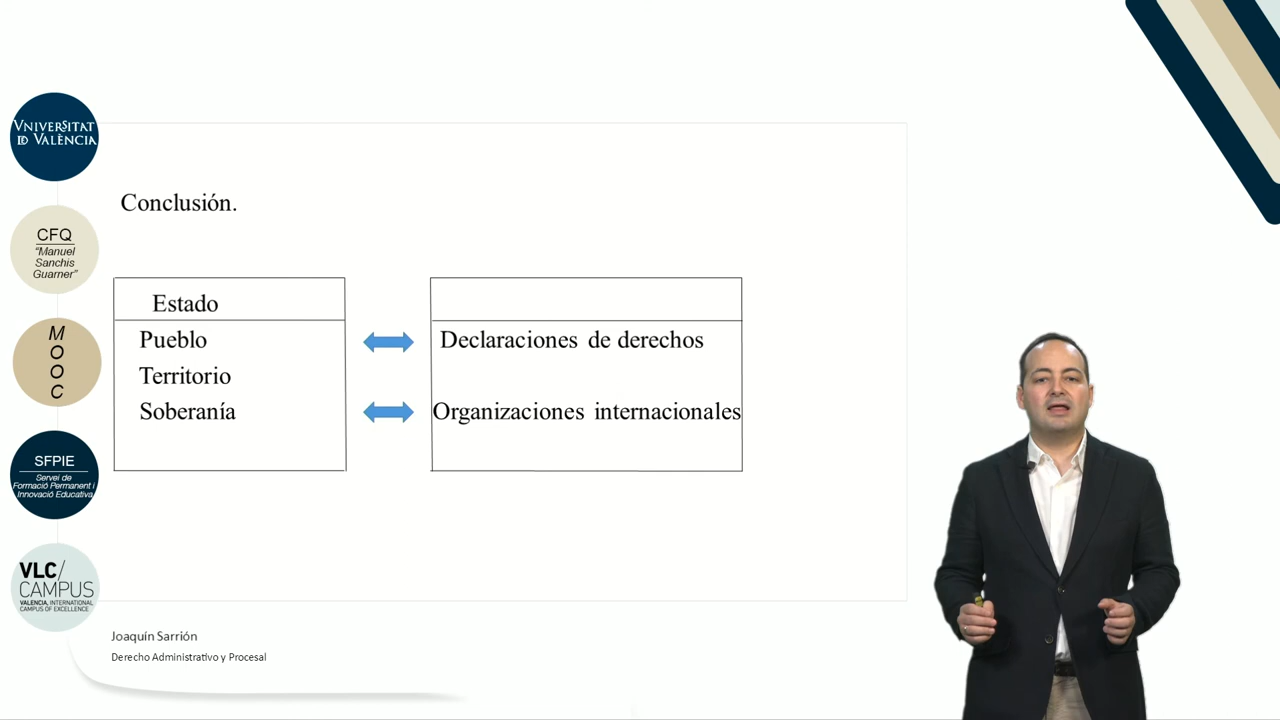 VNIVERSITAT
ID VALÈNCIA
CFQ
“Manuel
Sanchis
Guarner”
M
O
O
C
SFPIE
Servei de
Formació Permanent i
Innovació Educativa
VLC/
CAMPUS
VALENCIA, INTERNATIONAL
CAMPUS OF EXCELLENCE
Conclusión.
Estado
Pueblo
Territorio
Soberanía
Declaraciones de derechos
Organizaciones internacionales
Joaquín Sarrión
Derecho Administrativo y Procesal